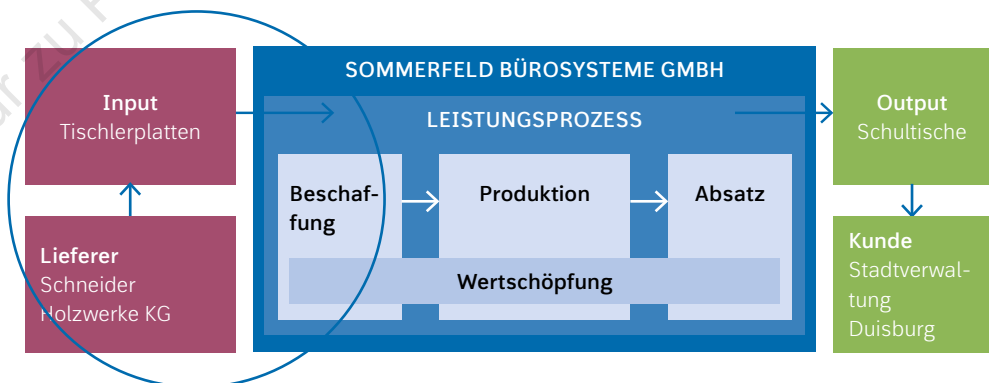 SOMMERFELD BÜROSYSTEME GMBH
LEISTUNGSPROZESS
Input
Tischlerplatten
Lieferer
Schneider
Holzwerke KG
Beschaf-
fung
Produktion
Absatz
Wertschöpfung
Output
Schultische
Kunde
Stadtverwal-
tung
Duisburg